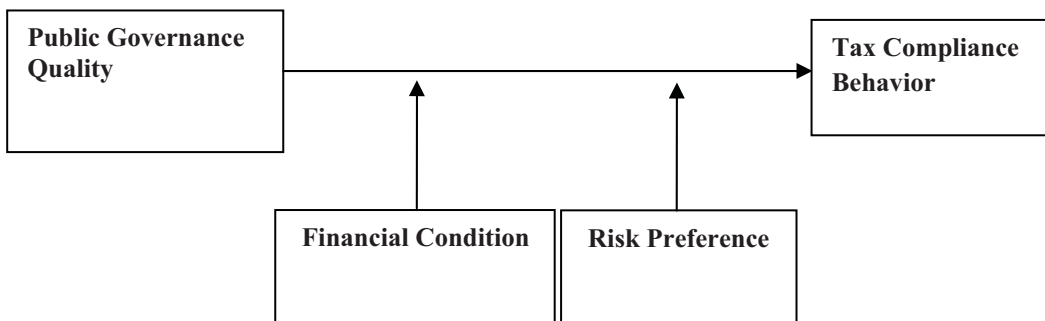 Public Governance
Quality
Tax Compliance
Behavior
Financial Condition
Risk Preference